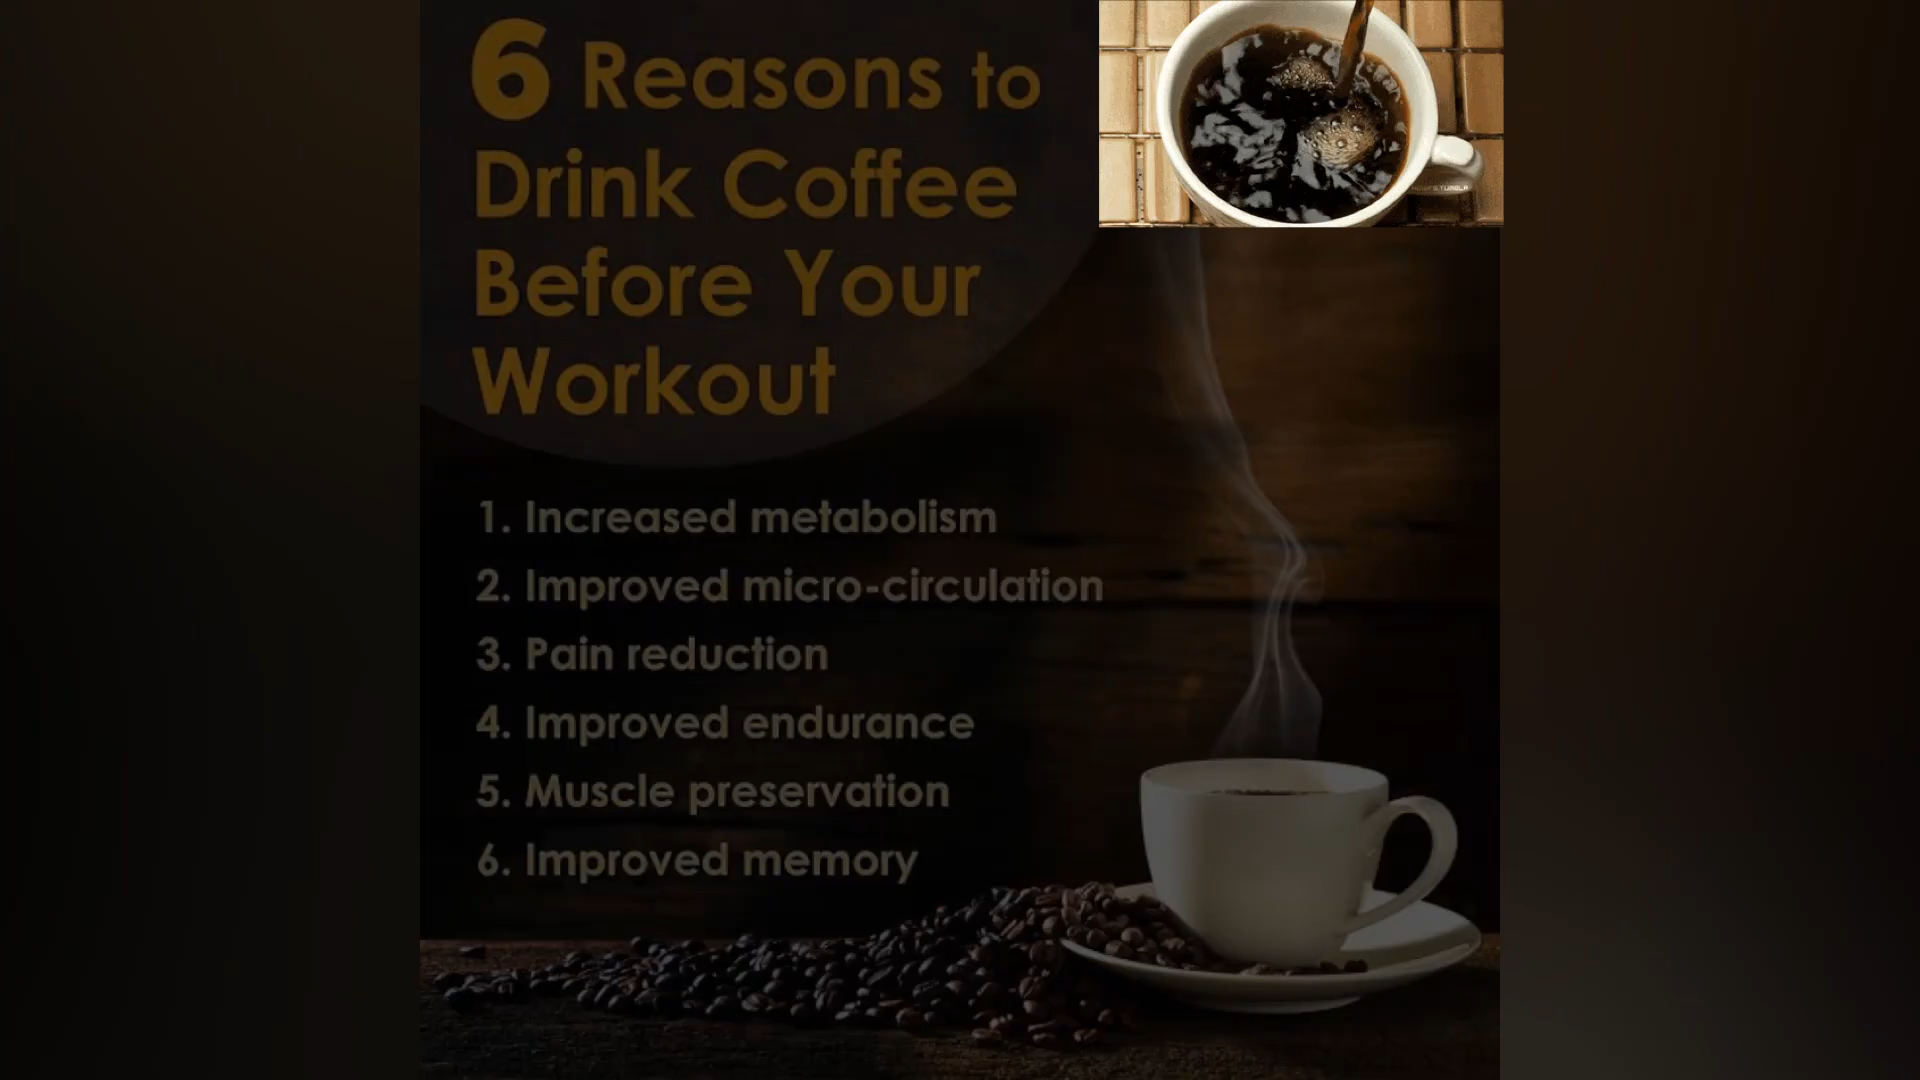 6 Reasons to
Drink Coffee
Before Your
Workout
1. Increased metabolism
2. Improved micro-circulation
3. Pain reduction
4. Improved endurance
5. Muscle preservation
6. Improved memory